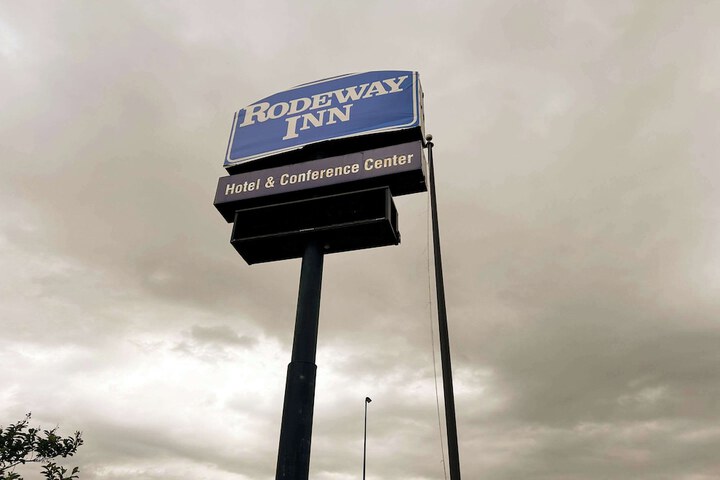 RODEWAY
INN
Hotel & Conference Center